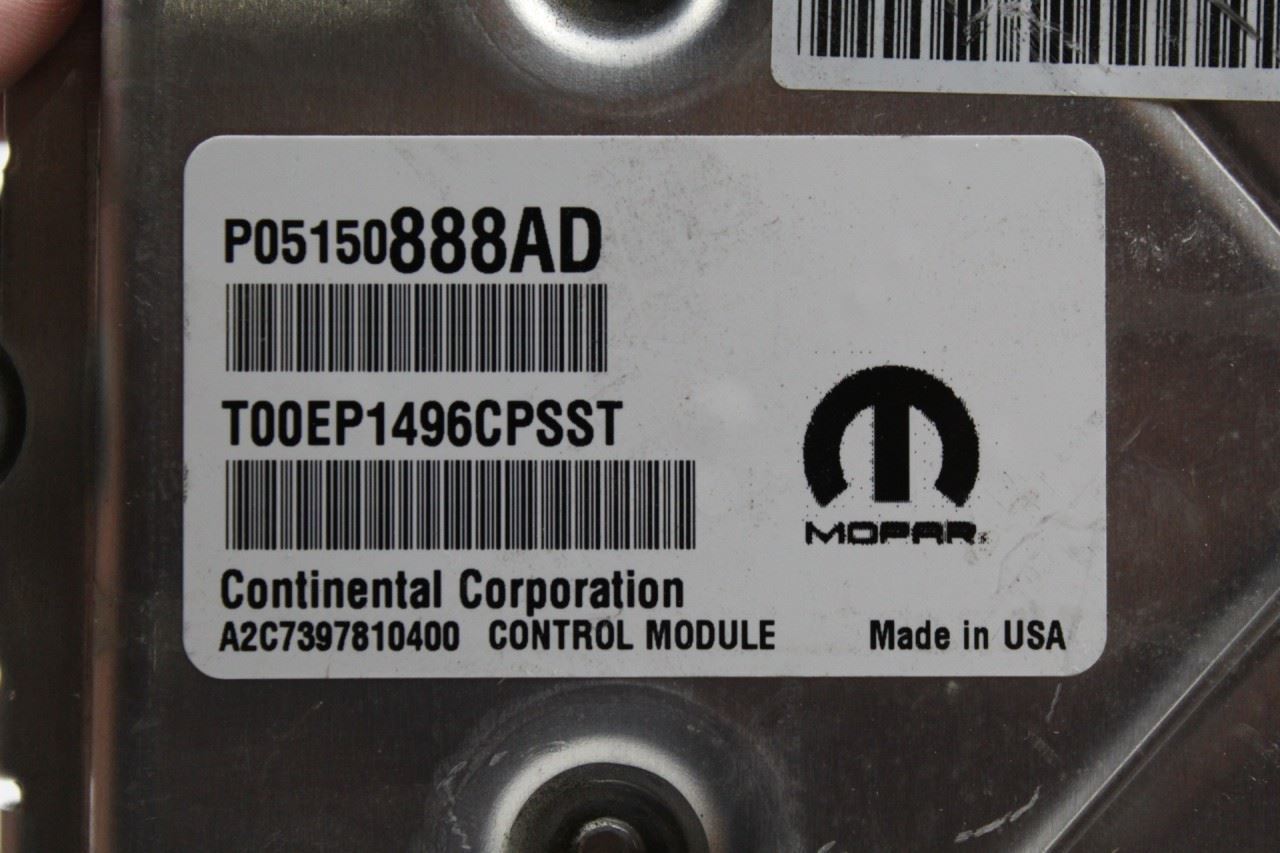 P05150888AD
T00EP1496CPSST
MOPAR
Continental Corporation
A2C7397810400 CONTROL MODULE Made in USA